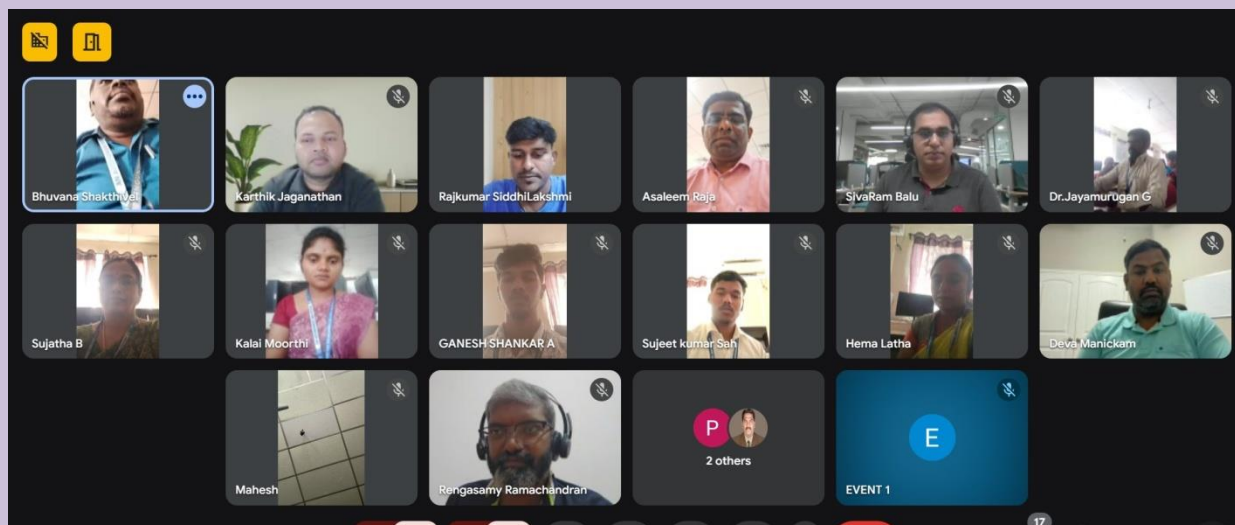 Bhuvana Shakthivel
Karthik Jaganathan
Rajkumar SiddhiLakshmi
Asaleem Raja
SivaRam Balu
Dr.Jayamurugan G
Sujatha B
Kalai Moorthi
GANESH SHANKAR A
Sujeet kumar Sah
Hema Latha
Deva Manickam
Mahesh
Rengasamy Ramachandran
P
2 others
E
EVENT 1
17